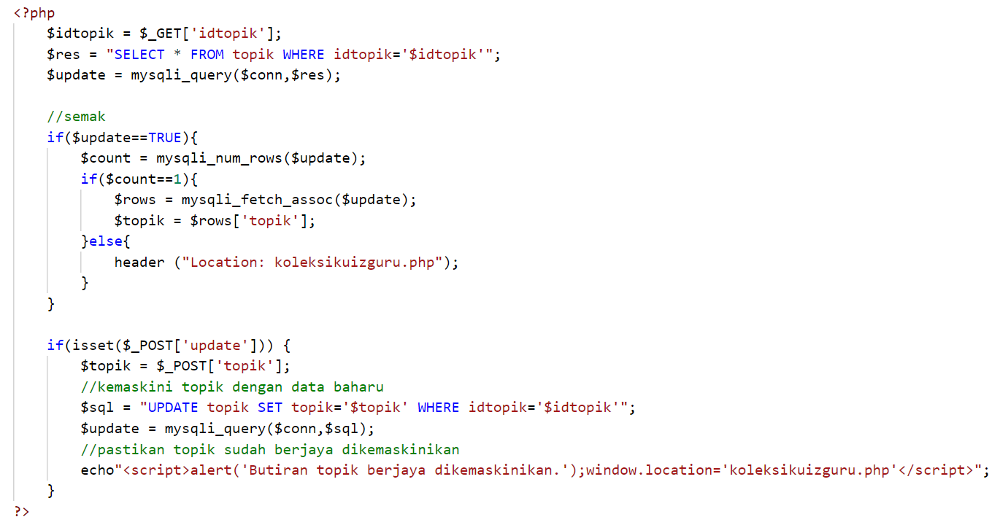 <?php
    $idtopik = $_GET['idtopik'];
    $res = "SELECT * FROM topik WHERE idtopik='$idtopik'";
    $update = mysqli_query($conn,$res);

    //semak
    if($update==TRUE){
        $count = mysqli_num_rows($update);
        if($count==1){
            $rows = mysqli_fetch_assoc($update);
            $topik = $rows['topik'];
        }else{
            header ("Location: koleksikuizguru.php");
        }
    }

    if(isset($_POST['update'])) {
        $topik = $_POST['topik'];
        //kemaskini topik dengan data baharu
        $sql = "UPDATE topik SET topik='$topik' WHERE idtopik='$idtopik'";
        $update = mysqli_query($conn,$sql);
        //pastikan topik sudah berjaya dikemaskinikan
        echo"<script>alert('Butiran topik berjaya dikemaskinikan.');window.location='koleksikuizguru.php'</script>";
    }
?>